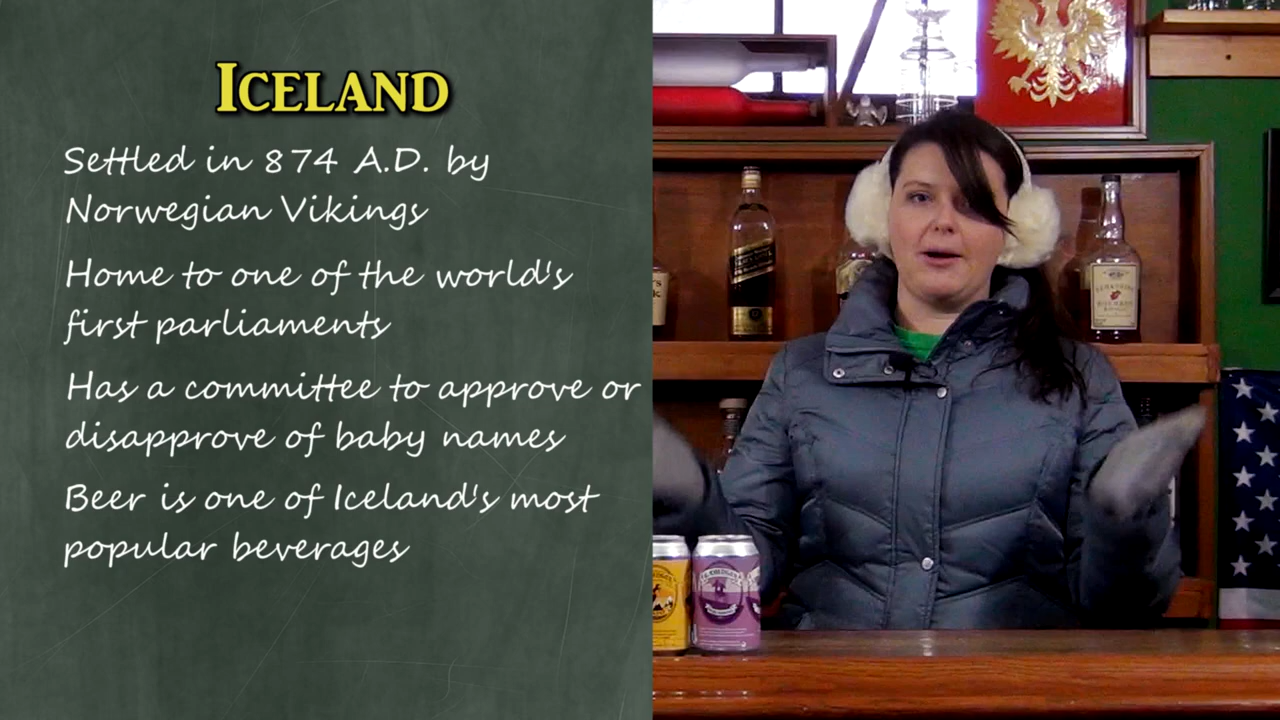 ICELAND
Settled in 874 A.D. by
Norwegian Vikings
Home to one of the world's
first parliaments
Has a committee to approve or
disapprove of baby names
Beer is one of Iceland's most
popular beverages